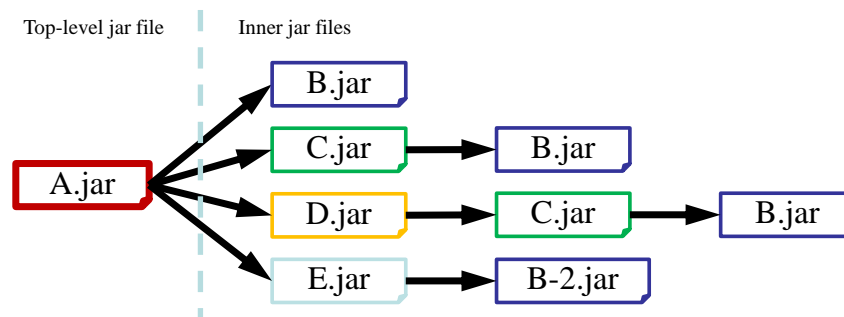 Top-level jar file
Inner jar files
B.jar
C.jar
B.jar
A.jar
D.jar
C.jar
B.jar
E.jar
B-2.jar